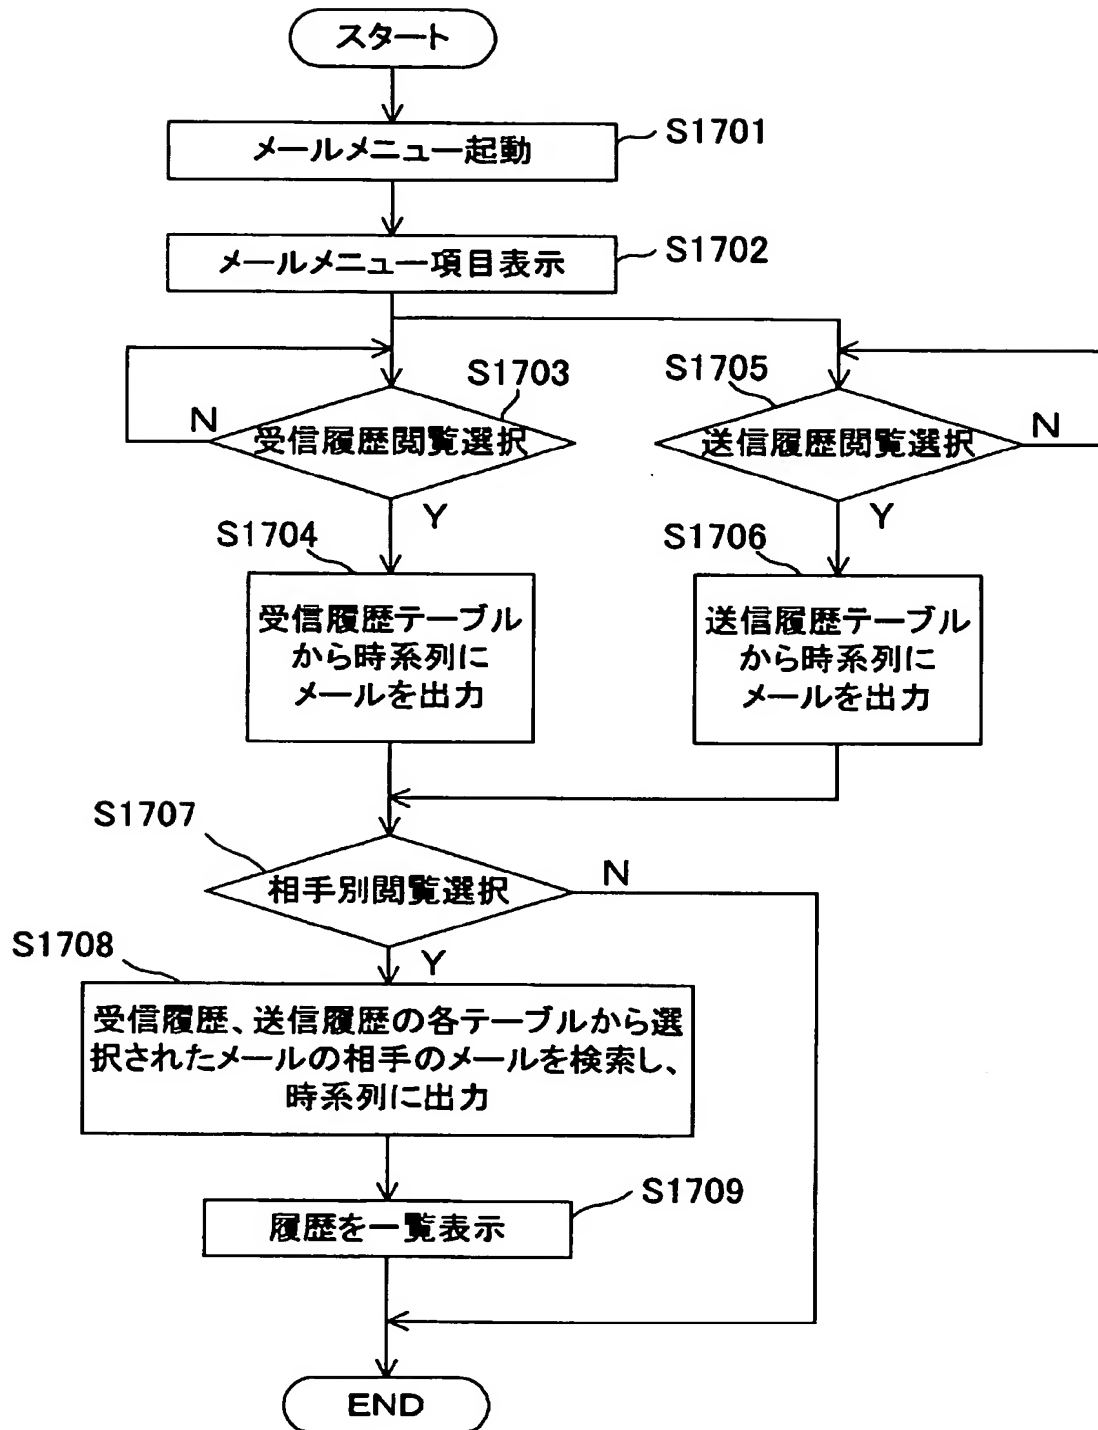 スタート
メールメニュー起動
S1701
メールメニュー項目表示
S1702
S1703
N
受信履歴閲覧選択
Y
S1705
送信履歴閲覧選択
N
Y
S1704
受信履歴テーブル
から時系列に
メールを出力
S1706
送信履歴テーブル
から時系列に
メールを出力
S1707
相手別閲覧選択
N
Y
S1708
受信履歴、送信履歴の各テーブルから選
択されたメールの相手のメールを検索し、
時系列に出力
S1709
履歴を一覧表示
END